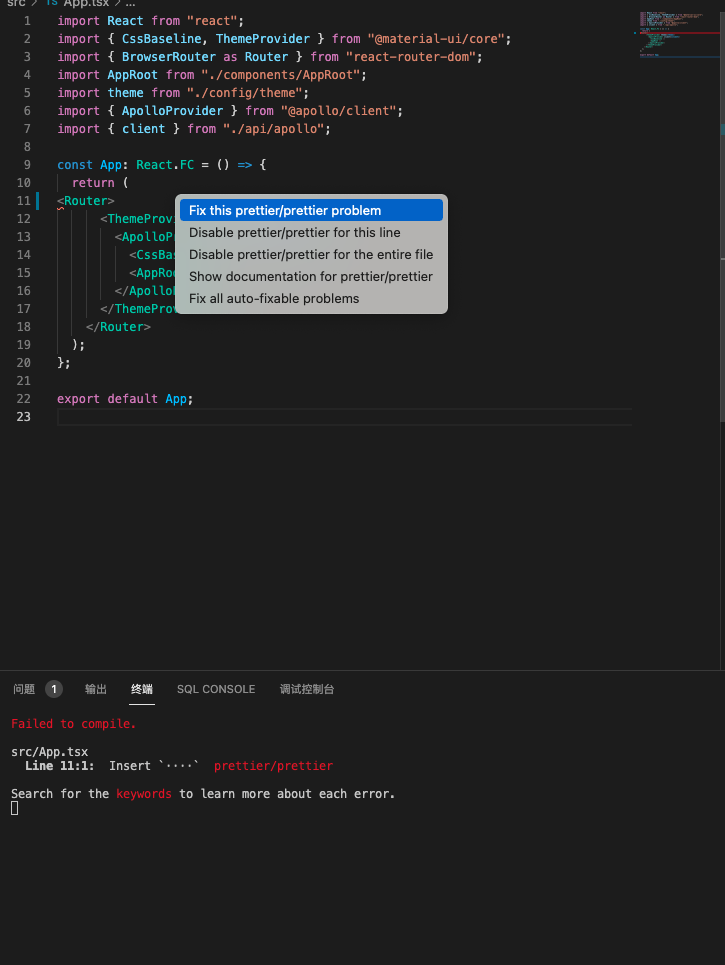 src > TS App.tsx > ...
1 import React from "react";
2 import { CssBaseline, ThemeProvider } from "@material-ui/core";
3 import { BrowserRouter as Router } from "react-router-dom";
4 import AppRoot from "./components/AppRoot";
5 import theme from "./config/theme";
6 import { ApolloProvider } from "@apollo/client";
7 import { client } from "./api/apollo";
8
9 const App: React.FC = () => {
10 return (
11 <Router>
Fix this prettier/prettier problem
Disable prettier/prettier for this line
Disable prettier/prettier for the entire file
Show documentation for prettier/prettier
Fix all auto-fixable problems
12 <ThemeProvi
13 <ApolloP
14 <CssBas
15 <AppRoo
16 </Apollo
17 </ThemeProv
18 </Router>
19 );
20 };
21
22 export default App;
23
问题 1 输出 终端 SQL CONSOLE 调试控制台
Failed to compile.
src/App.tsx
Line 11:1: Insert `····` prettier/prettier
Search for the keywords to learn more about each error.